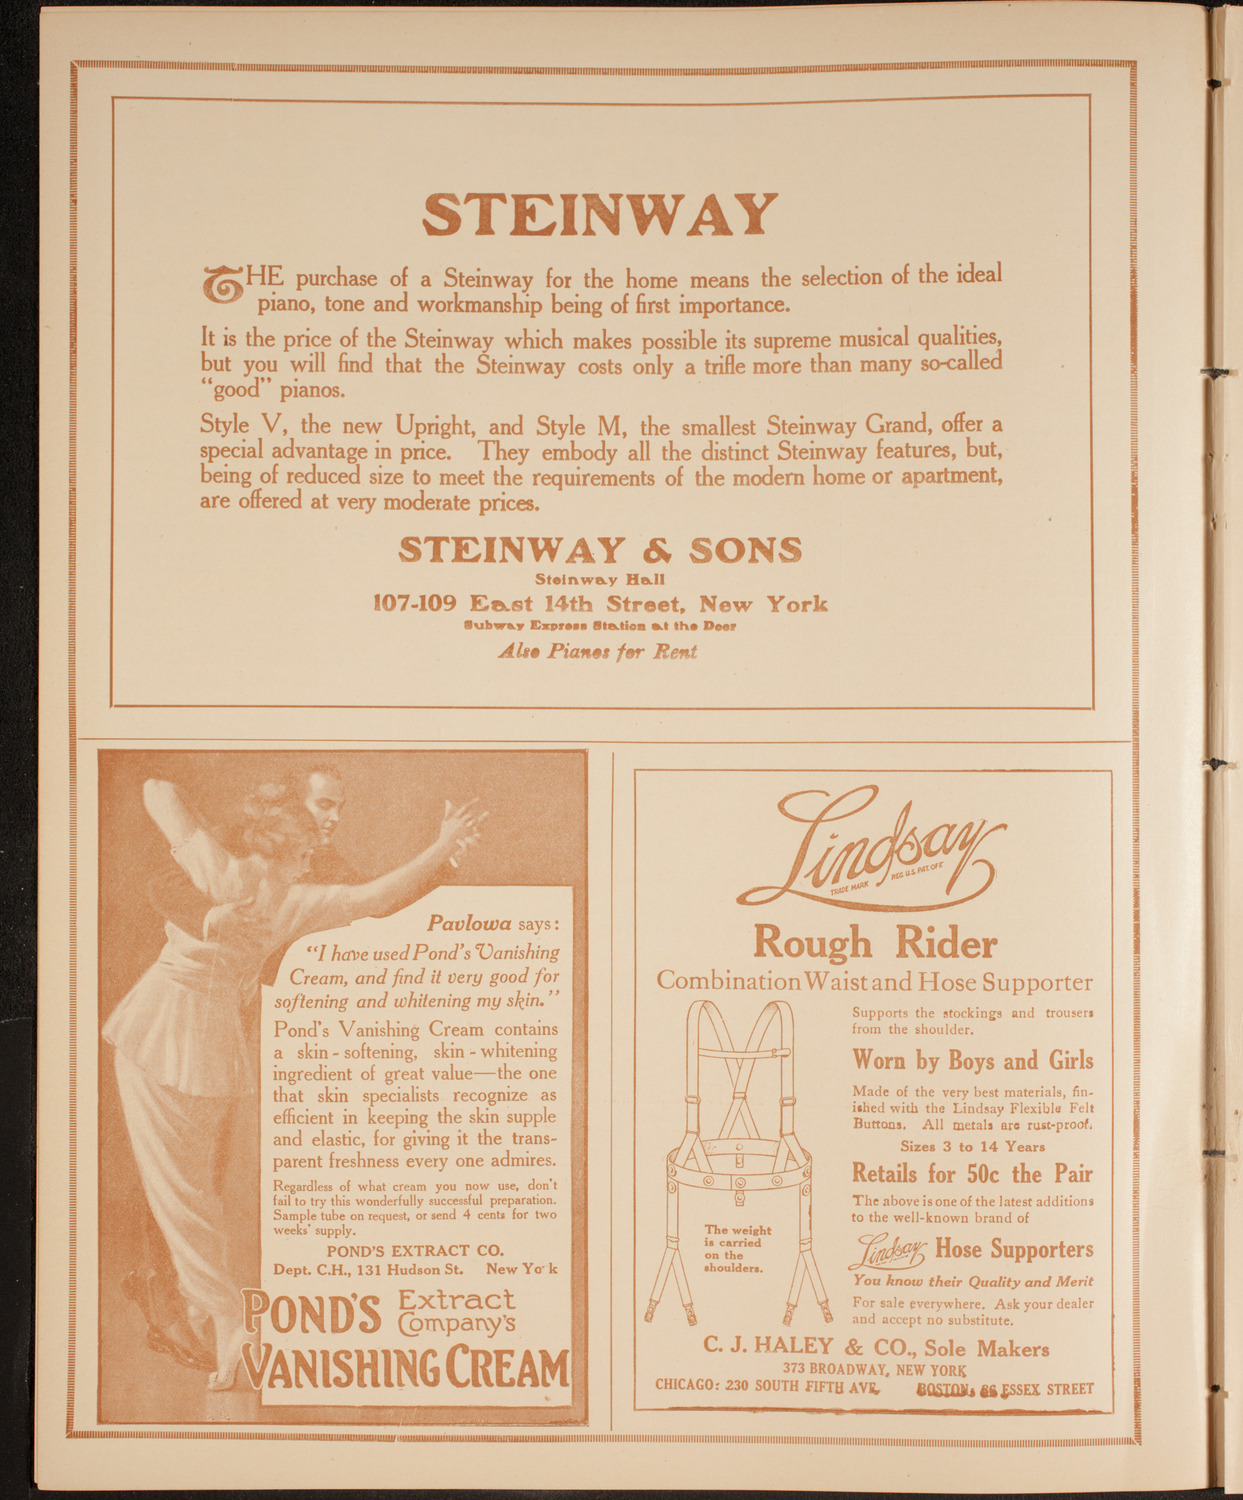 STEINWAY
THE purchase of a Steinway for the home means the selection of the ideal
piano, tone and workmanship being of first importance.
It is the price of the Steinway which makes possible its supreme musical qualities,
but you will find that the Steinway costs only a trifle more than many so-called
"good" pianos.
Style V, the new Upright, and Style M, the smallest Steinway Grand, offer a
special advantage in price. They embody all the distinct Steinway features, but,
being of reduced size to meet the requirements of the modern home or apartment,
are offered at very moderate prices.
STEINWAY & SONS
Steinway Hall
107-109 East 14th Street, New York
Subway Express Station at the Door
Also Pianos for Rent
Pavlowa says:
"I have used Pond's Vanishing
Cream, and find it very good for
softening and whitening my skin."
Pond's Vanishing Cream contains
a skin-softening, skin-whitening
ingredient of great value—the one
that skin specialists recognize as
efficient in keeping the skin supple
and elastic, for giving it the trans-
parent freshness every one admires.
Regardless of what cream you now use, don't
fail to try this wonderfully successful preparation.
Sample tube on request, or send 4 cents for two
weeks' supply.
POND'S EXTRACT CO.
Dept. C.H., 131 Hudson St. New York
POND'S Extract Company's
VANISHING CREAM
Lindsay
TRADE MARK REG. U.S. PAT. OFF.
Rough Rider
Combination Waist and Hose Supporter
Supports the stockings and trousers
from the shoulder.
Worn by Boys and Girls
Made of the very best materials, fin-
ished with the Lindsay Flexible Felt
Buttons. All metals are rust-proof.
Sizes 3 to 14 Years
Retails for 50c the Pair
The above is one of the latest additions
to the well-known brand of
Lindsay Hose Supporters
You know their Quality and Merit
For sale everywhere. Ask your dealer
and accept no substitute.
The weight
is carried
on the
shoulders.
C. J. HALEY & CO., Sole Makers
373 BROADWAY, NEW YORK
CHICAGO: 230 SOUTH FIFTH AVE. BOSTON: 86 ESSEX STREET